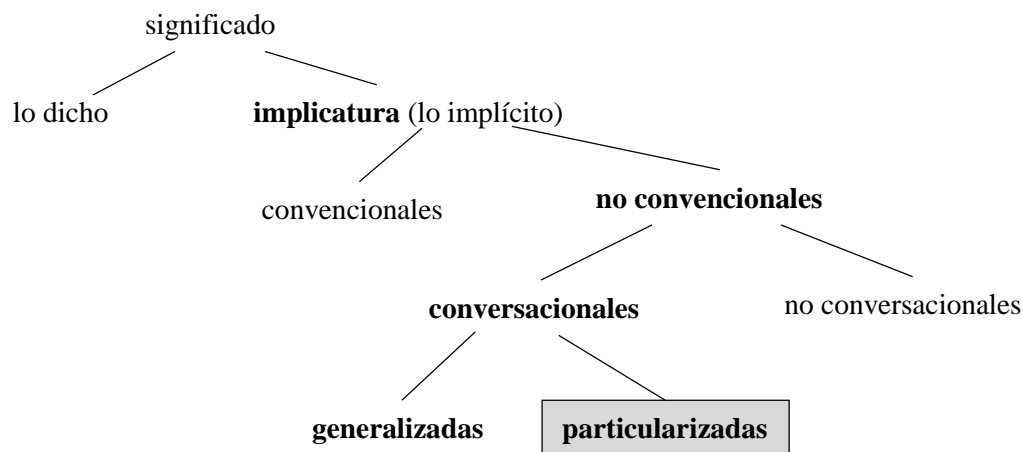 significado
lo dicho
implicatura (lo implícito)
convencionales
no convencionales
conversacionales
no conversacionales
generalizadas
particularizadas